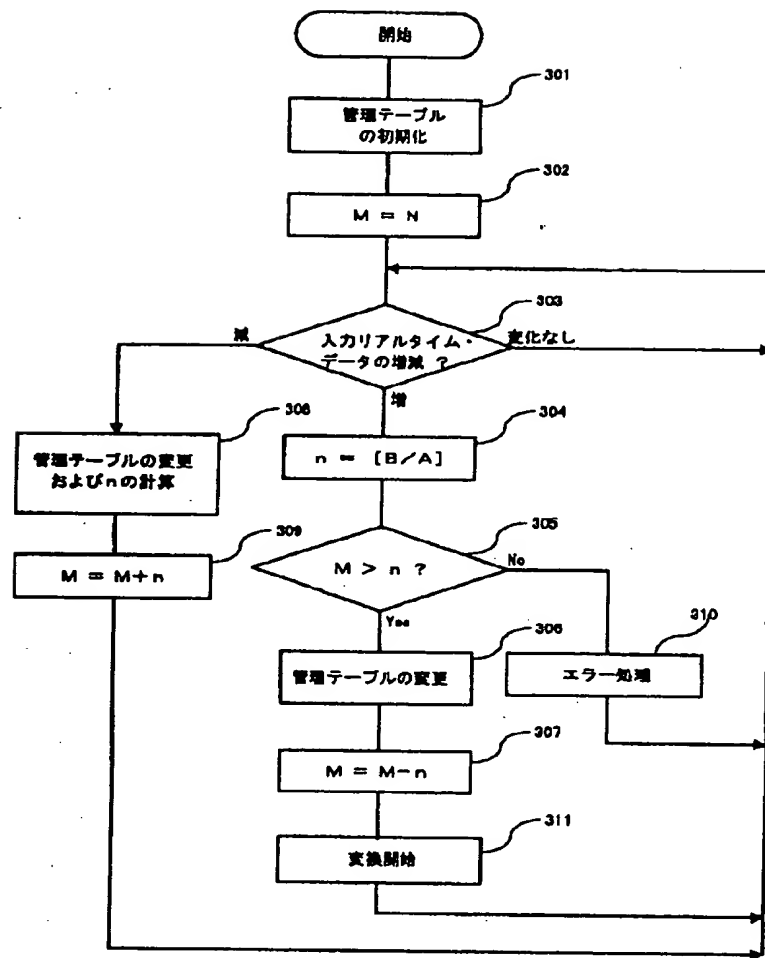 開始
301
管理テーブル
の初期化
302
M = N
303
入力リアルタイム・
データの増減 ?
減
変化なし
増
304
n = [B/A]
308
管理テーブルの変更
およびnの計算
309
M = M+n
305
M > n ?
No
Yes
306
管理テーブルの変更
310
エラー処理
307
M = M-n
311
変換開始